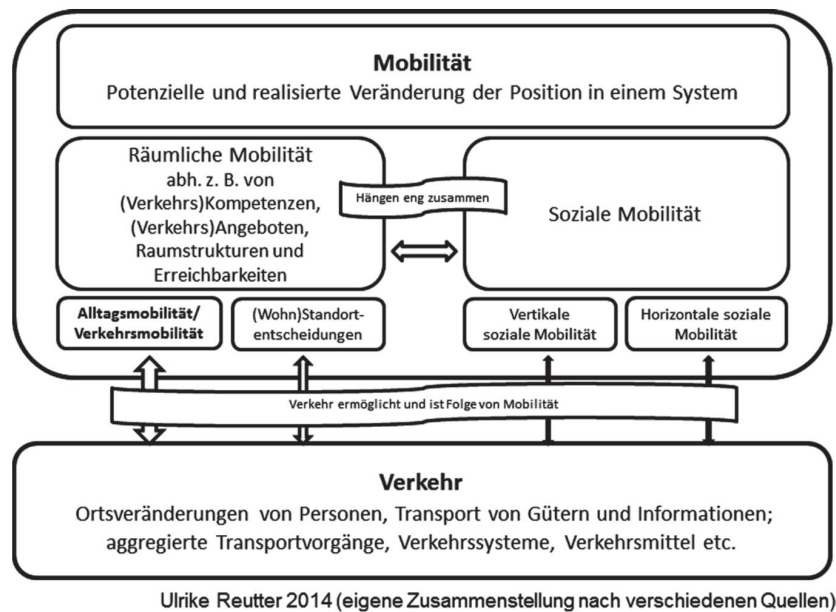 Mobilität
Potenzielle und realisierte Veränderung der Position in einem System
Räumliche Mobilität
abh. z. B. von
(Verkehrs)Kompetenzen,
(Verkehrs)Angeboten,
Raumstrukturen und
Erreichbarkeiten
Hängen eng zusammen
Soziale Mobilität
Alltagsmobilität/
Verkehrsmobilität
(Wohn)Standort-
entscheidungen
Vertikale
soziale Mobilität
Horizontale soziale
Mobilität
Verkehr ermöglicht und ist Folge von Mobilität
Verkehr
Ortsveränderungen von Personen, Transport von Gütern und Informationen;
aggregierte Transportvorgänge, Verkehrssysteme, Verkehrsmittel etc.
Ulrike Reutter 2014 (eigene Zusammenstellung nach verschiedenen Quellen)